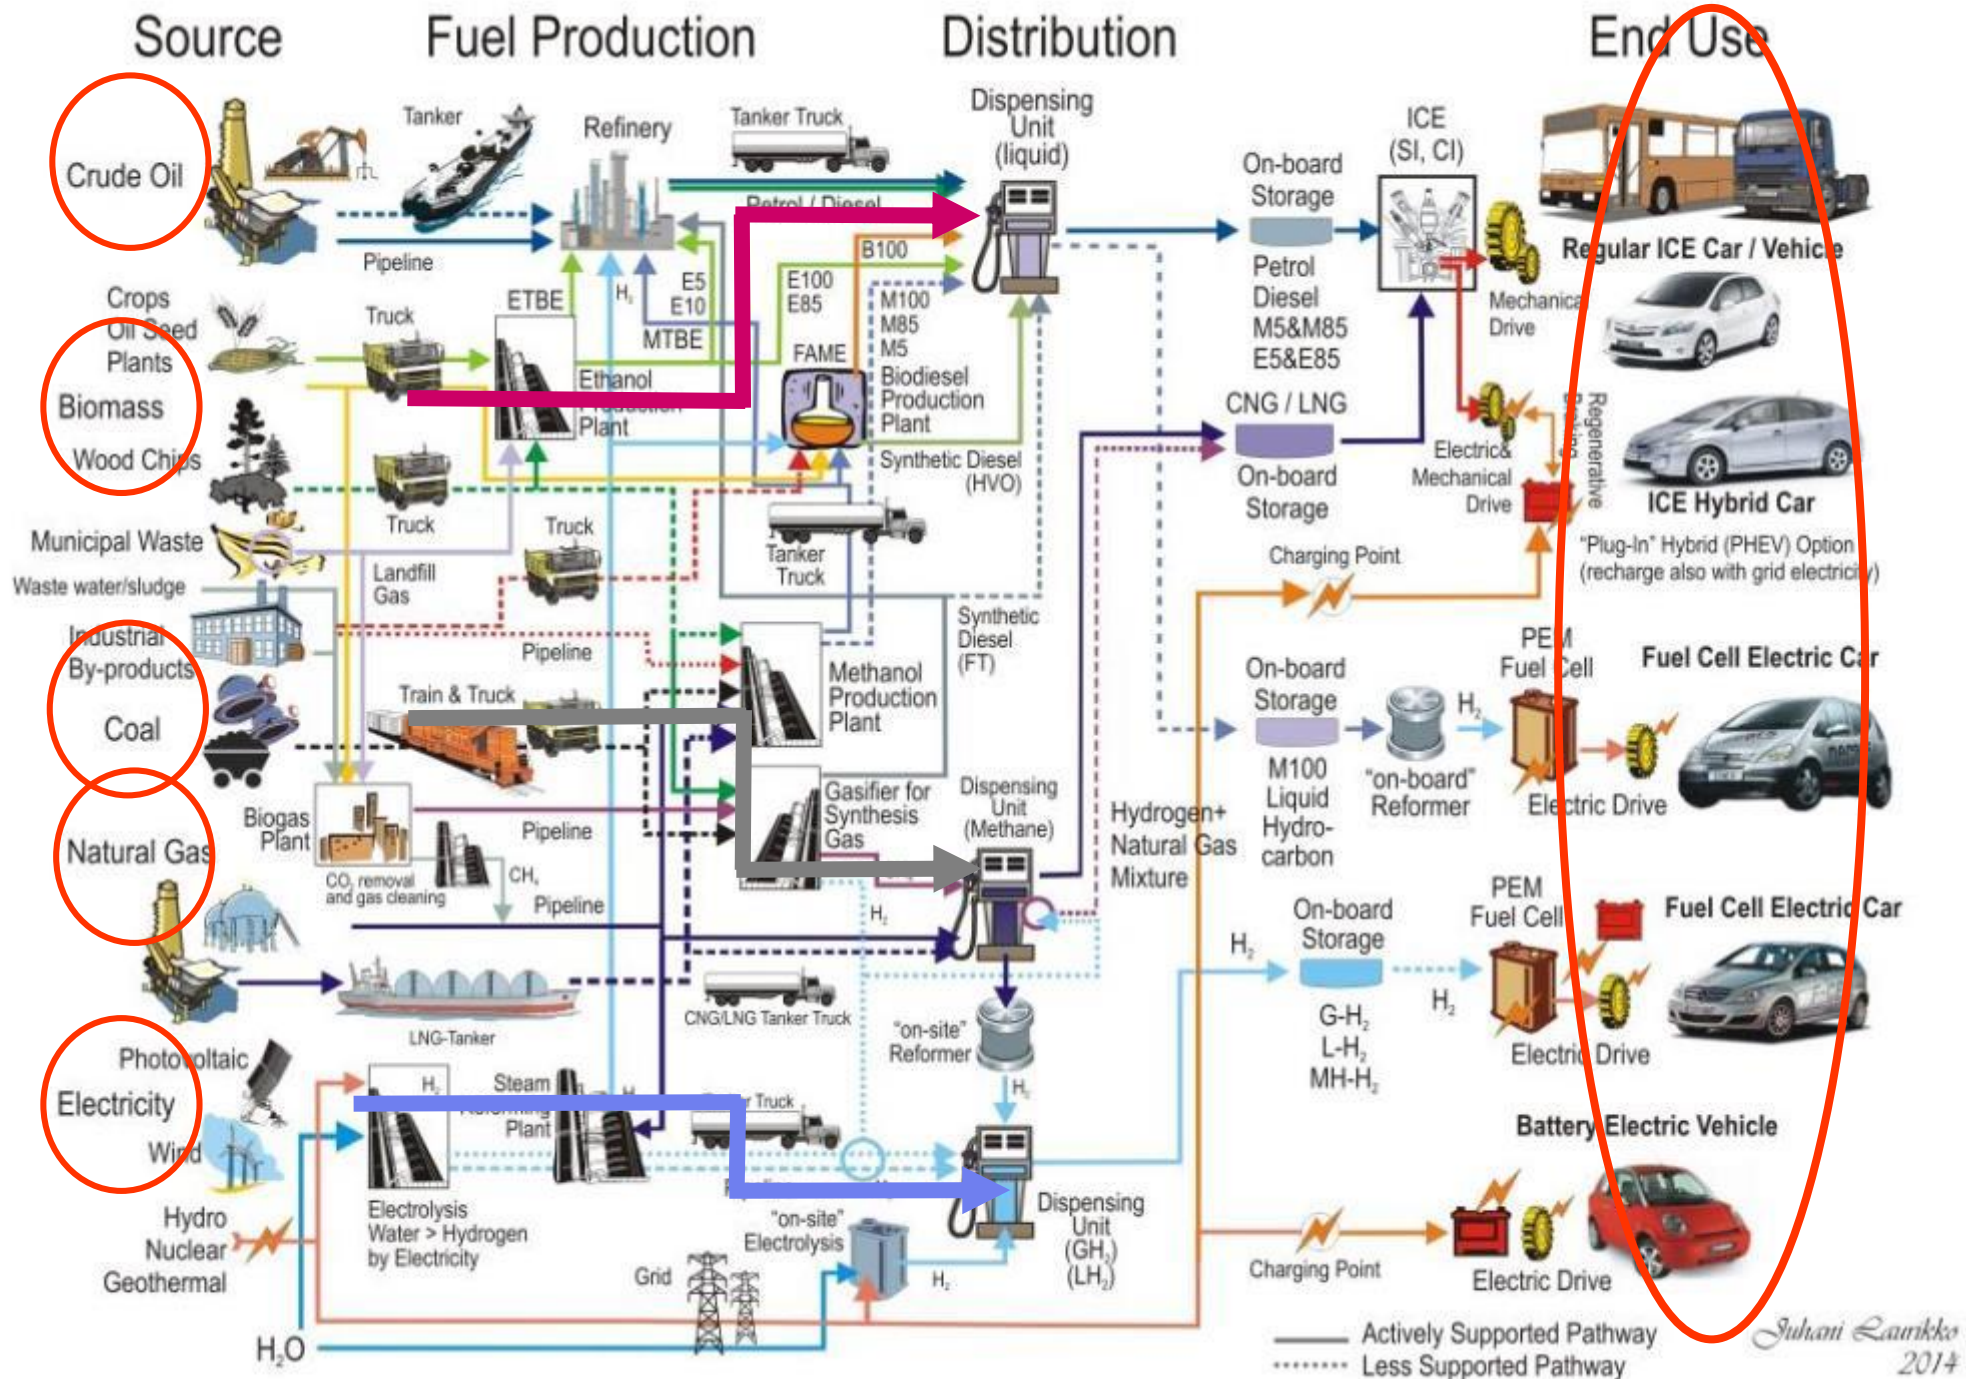 Source
Fuel Production
Distribution
End Use
Crude Oil
Tanker
Pipeline
Refinery
Tanker Truck
Petrol / Diesel
Dispensing
Unit
(liquid)
On-board
Storage
Petrol
Diesel
M5&M85
E5&E85
ICE
(SI, CI)
Mechanical
Drive
Regular ICE Car / Vehicle
Crops
Oil Seed
Plants
Biomass
Wood Chips
Truck
Truck
ETBE
H₂
E5
E10
MTBE
E100
E85
B100
M100
M85
M5
FAME
Ethanol
Production
Plant
Biodiesel
Production
Plant
Synthetic Diesel
(HVO)
CNG / LNG
On-board
Storage
Electric&
Mechanical
Drive
Regenerative
ICE Hybrid Car
"Plug-In" Hybrid (PHEV) Option
(recharge also with grid electricity)
Charging Point
Municipal Waste
Waste water/sludge
Landfill
Gas
Truck
Tanker
Truck
Industrial
By-products
Pipeline
Synthetic
Diesel
(FT)
Coal
Train & Truck
Methanol
Production
Plant
On-board
Storage
M100
Liquid
Hydro-
carbon
"on-board"
Reformer
H₂
PEM
Fuel Cell
Electric Drive
Fuel Cell Electric Car
Natural Gas
Biogas
Plant
CO₂ removal
and gas cleaning
CH₄
Pipeline
Pipeline
Gasifier for
Synthesis
Gas
H₂
Dispensing
Unit
(Methane)
Hydrogen+
Natural Gas
Mixture
LNG-Tanker
CNG/LNG Tanker Truck
"on-site"
Reformer
H₂
H₂
On-board
Storage
G-H₂
L-H₂
MH-H₂
H₂
PEM
Fuel Cell
Electric Drive
Fuel Cell Electric Car
Photovoltaic
Electricity
Wind
Hydro
Nuclear
Geothermal
H₂O
H₂
Electrolysis
Water > Hydrogen
by Electricity
Steam
Reforming
Plant
Truck
Grid
"on-site"
Electrolysis
H₂
Dispensing
Unit
(GH₂)
(LH₂)
Charging Point
Battery Electric Vehicle
Electric Drive
Actively Supported Pathway
Less Supported Pathway
Juhani Laurikko
2014